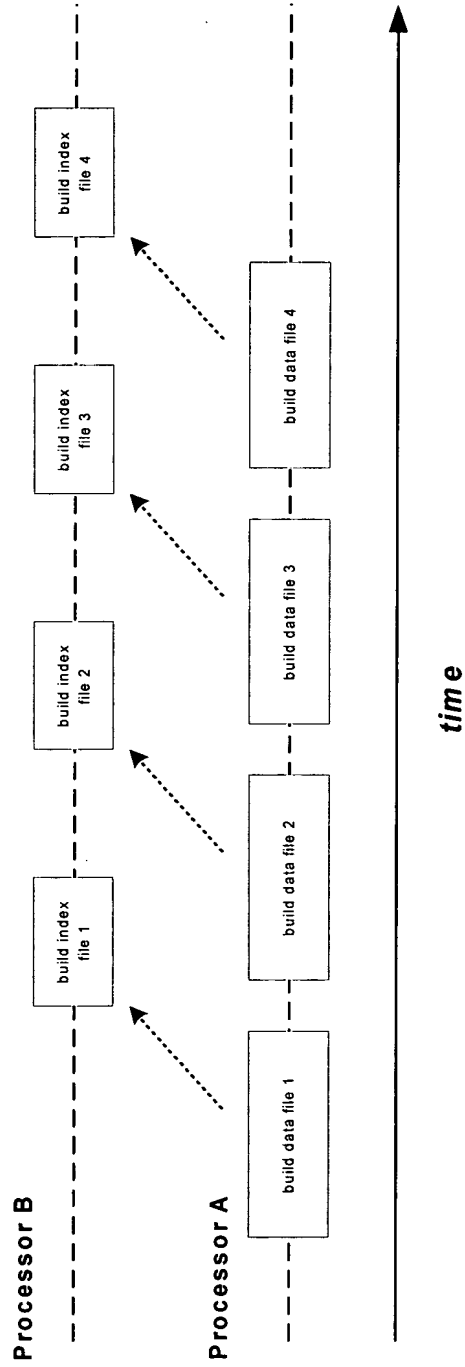 Processor B
build index
file 1
build index
file 2
build index
file 3
build index
file 4
Processor A
build data file 1
build data file 2
build data file 3
build data file 4
time